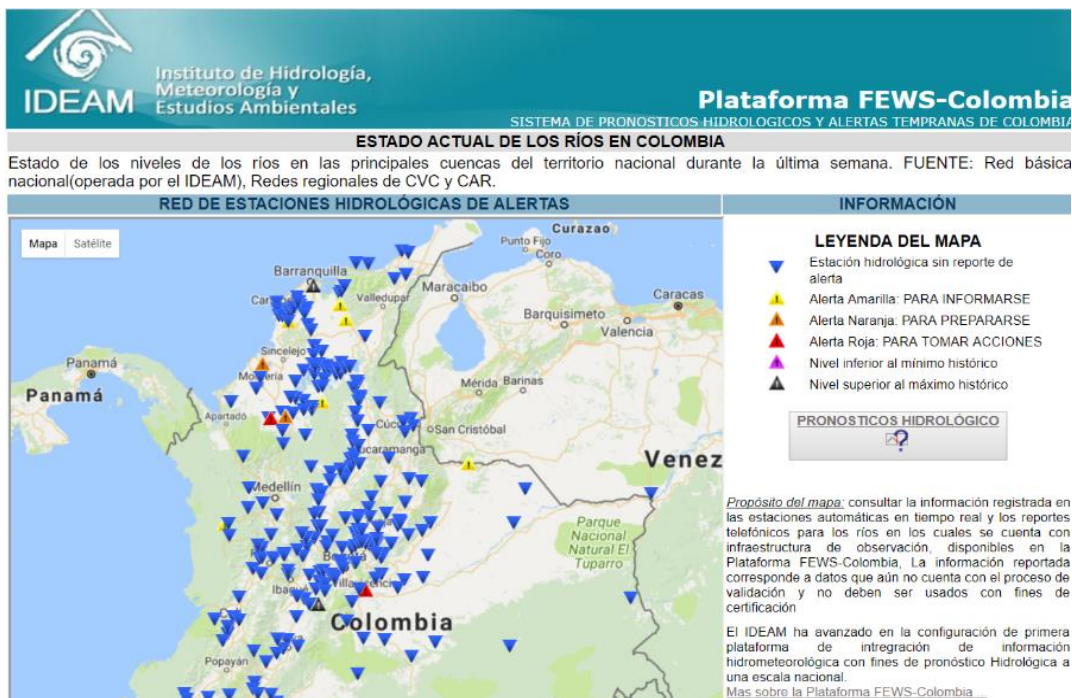 IDEAM
Instituto de Hidrología,
Meteorología y
Estudios Ambientales
Plataforma FEWS-Colombia
SISTEMA DE PRONOSTICOS HIDROLOGICOS Y ALERTAS TEMPRANAS DE COLOMBIA
ESTADO ACTUAL DE LOS RÍOS EN COLOMBIA
Estado de los niveles de los ríos en las principales cuencas del territorio nacional durante la última semana. FUENTE: Red básica
nacional(operada por el IDEAM), Redes regionales de CVC y CAR.
RED DE ESTACIONES HIDROLÓGICAS DE ALERTAS
Mapa Satélite
Curazao
Punto Fijo
Coro
Barranquilla
Maracaibo
Caracas
Valledupar
Barquisimeto
Valencia
Sincelejo
Panamá
Panamá
Mérida Barinas
Apartadó
San Cristóbal
Venez
Medellín
Parque
Nacional
Natural El
Tuparro
Colombia
Popayán
INFORMACIÓN
LEYENDA DEL MAPA
Estación hidrológica sin reporte de
alerta
Alerta Amarilla: PARA INFORMARSE
Alerta Naranja: PARA PREPARARSE
Alerta Roja: PARA TOMAR ACCIONES
Nivel inferior al mínimo histórico
Nivel superior al máximo histórico
PRONOSTICOS HIDROLÓGICO
Propósito del mapa: consultar la información registrada en
las estaciones automáticas en tiempo real y los reportes
telefónicos para los ríos en los cuales se cuenta con
infraestructura de observación, disponibles en la
Plataforma FEWS-Colombia, La información reportada
corresponde a datos que aún no cuenta con el proceso de
validación y no deben ser usados con fines de
certificación
El IDEAM ha avanzado en la configuración de primera
plataforma de intregración de información
hidrometeorológica con fines de pronóstico Hidrológica a
una escala nacional.
Mas sobre la Plataforma FEWS-Colombia ...